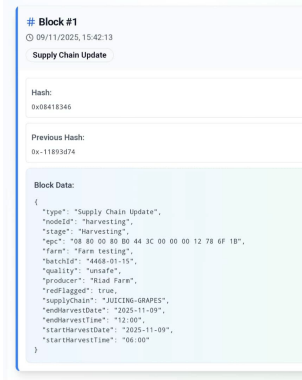 # Block #1
09/11/2025, 15:42:13
Supply Chain Update
Hash:
0x08418346
Previous Hash:
0x-11893d74
Block Data:
{
"type": "Supply Chain Update",
"nodeId": "harvesting",
"stage": "Harvesting",
"epc": "08 80 00 80 B0 44 3C 00 00 00 12 78 6F 1B",
"farm": "Farm testing",
"batchId": "4468-01-15",
"quality": "unsafe",
"producer": "Riad Farm",
"redFlagged": true,
"supplyChain": "JUICING-GRAPES",
"endHarvestDate": "2025-11-09",
"endHarvestTime": "12:00",
"startHarvestDate": "2025-11-09",
"startHarvestTime": "06:00"
}